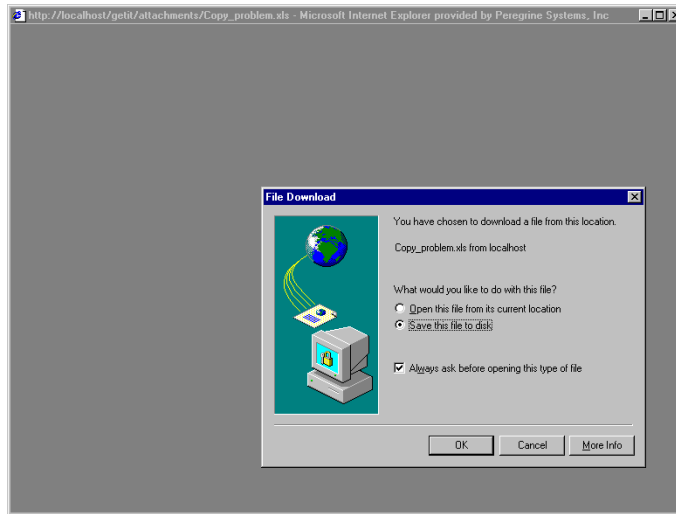 http://localhost/getit/attachments/Copy_problem.xls - Microsoft Internet Explorer provided by Peregrine Systems, Inc
File Download
You have chosen to download a file from this location.
Copy_problem.xls from localhost
What would you like to do with this file?
Open this file from its current location
Save this file to disk
Always ask before opening this type of file
OK Cancel More Info